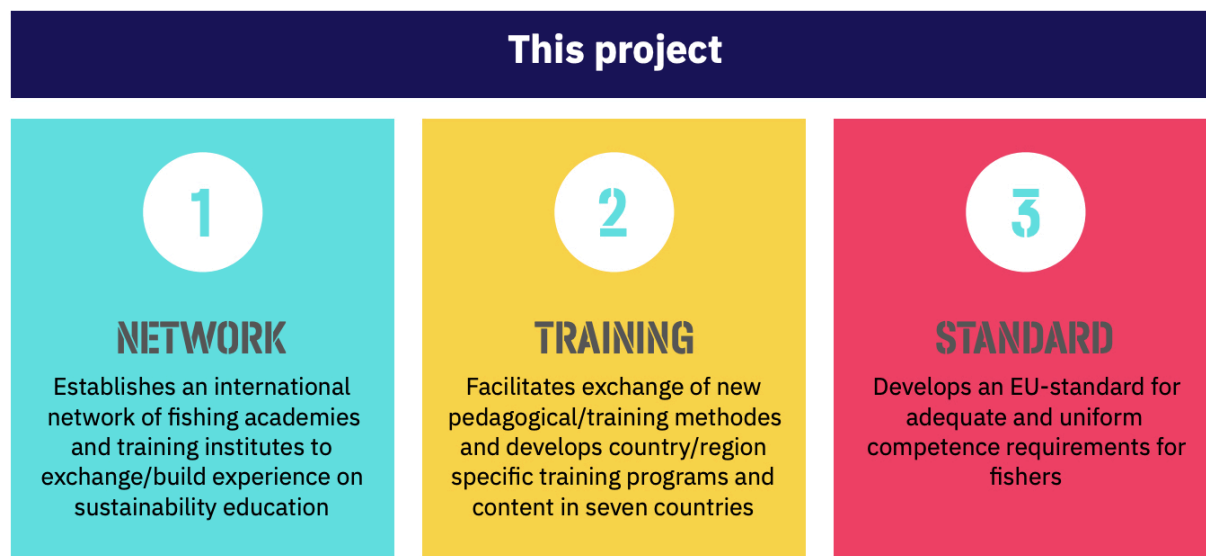 This project
1
NETWORK
Establishes an international
network of fishing academies
and training institutes to
exchange/build experience on
sustainability education
2
TRAINING
Facilitates exchange of new
pedagogical/training methodes
and develops country/region
specific training programs and
content in seven countries
3
STANDARD
Develops an EU-standard for
adequate and uniform
competence requirements for
fishers